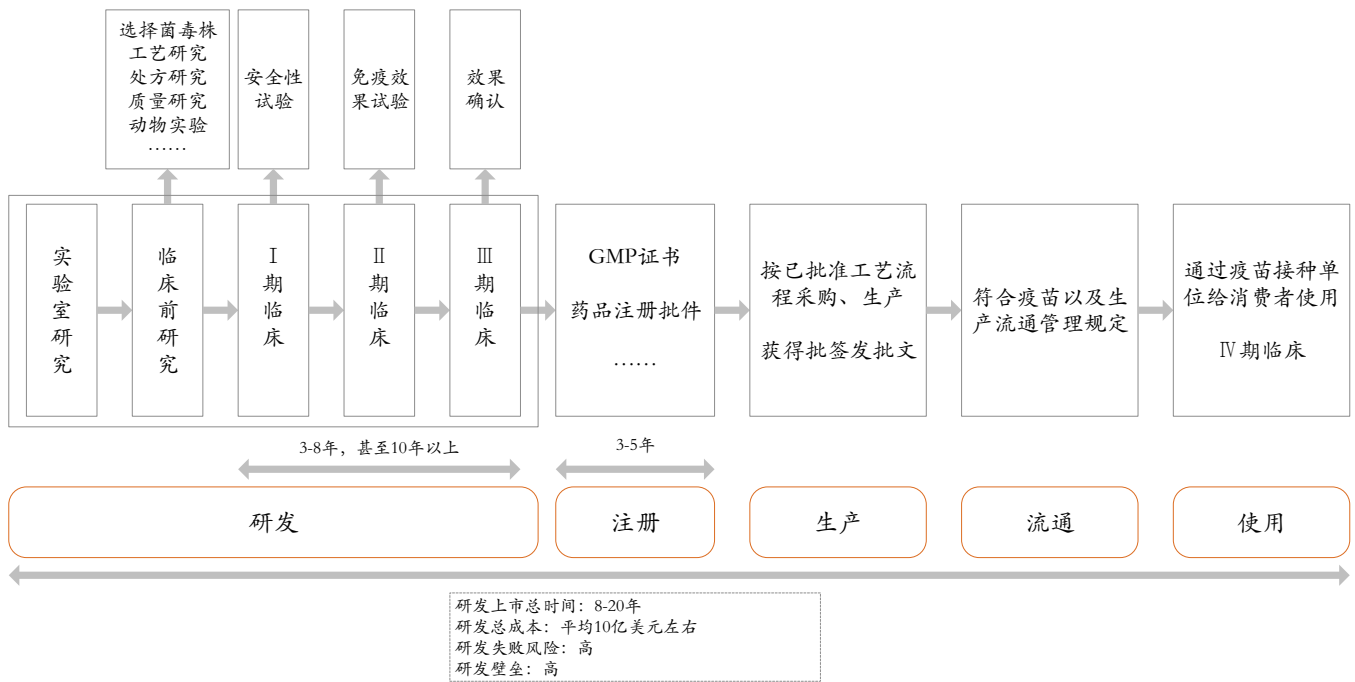 选择菌毒株
工艺研究
处方研究
质量研究
动物实验
……
安全性
试验
免疫效
果试验
效果
确认
实验室研究
临床前研究
Ⅰ期临床
Ⅱ期临床
Ⅲ期临床
GMP证书
药品注册批件
……
按已批准工艺流
程采购、生产
获得批签发批文
符合疫苗以及生
产流通管理规定
通过疫苗接种单
位给消费者使用
Ⅳ期临床
3-8年，甚至10年以上
3-5年
研发
注册
生产
流通
使用
研发上市总时间：8-20年
研发总成本：平均10亿美元左右
研发失败风险：高
研发壁垒：高